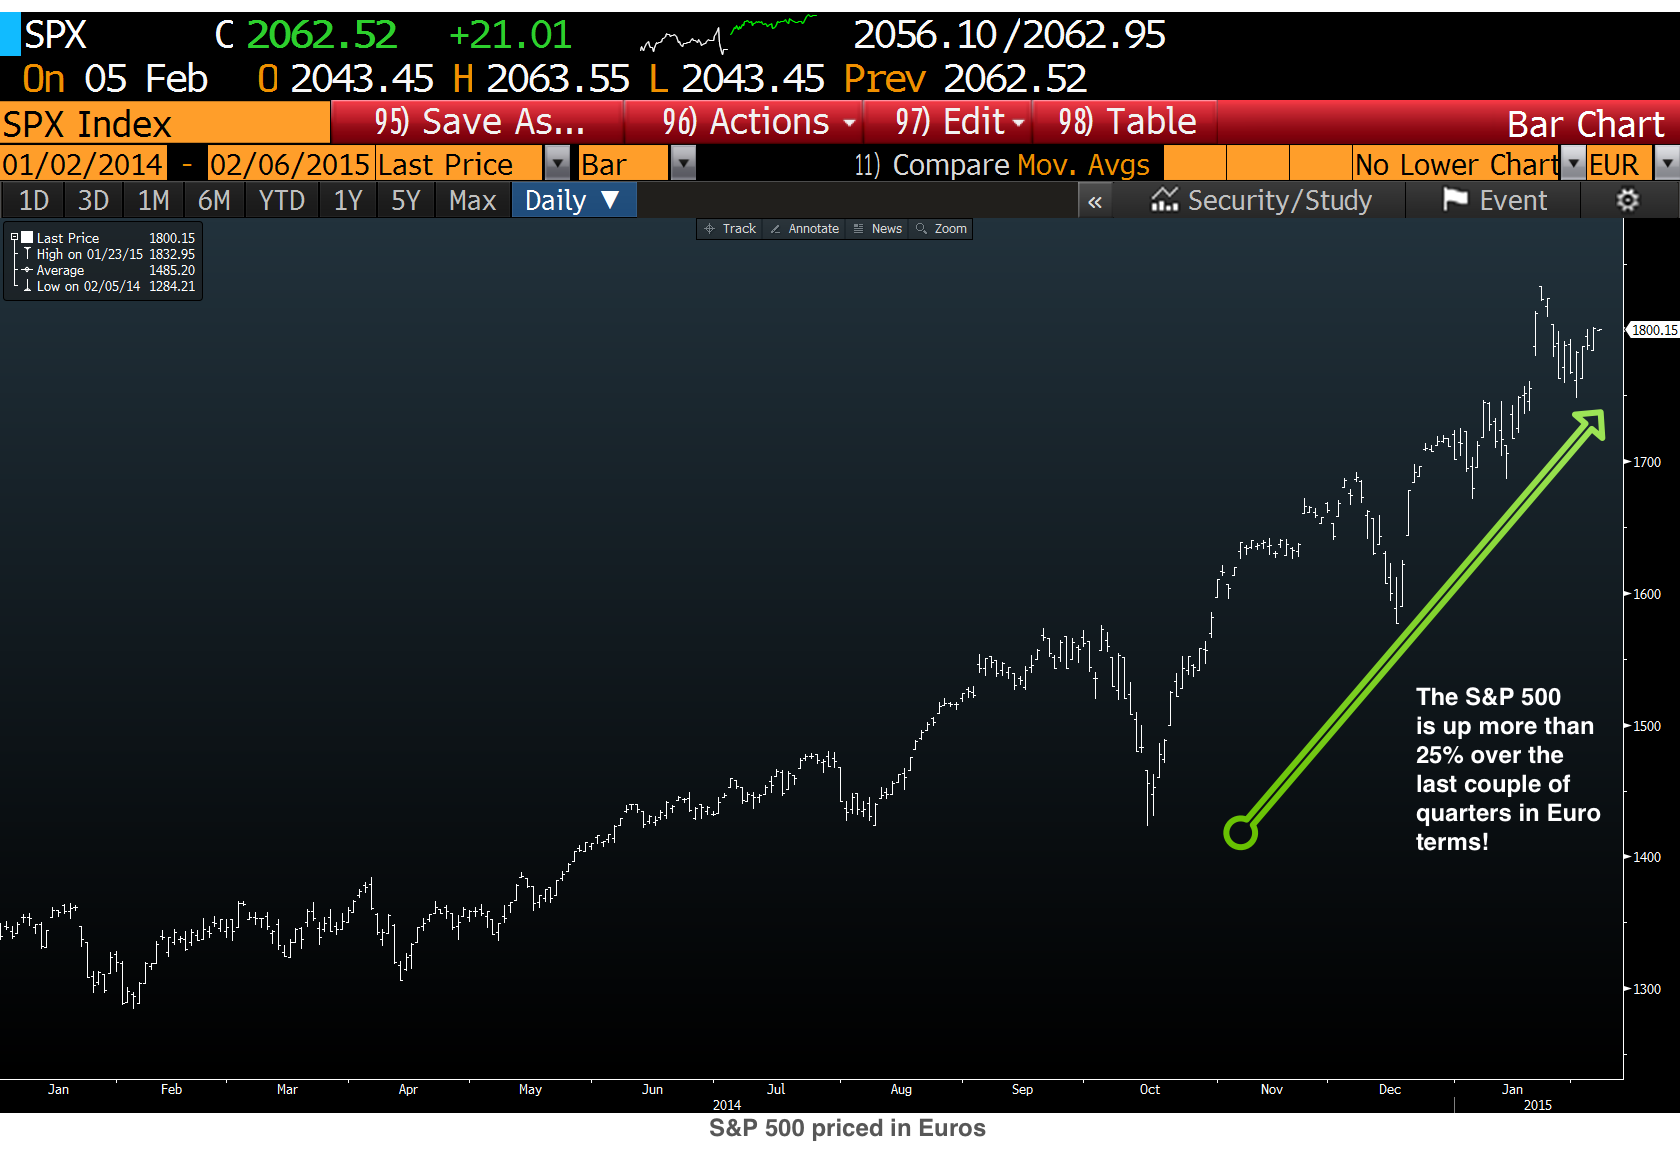 SPX C 2062.52 +21.01 2056.10/2062.95
On 05 Feb O 2043.45 H 2063.55 L 2043.45 Prev 2062.52
SPX Index 95) Save As... 96) Actions 97) Edit 98) Table Bar Chart
01/02/2014 - 02/06/2015 Last Price Bar 11) Compare Mov. Avgs No Lower Chart EUR
1D 3D 1M 6M YTD 1Y 5Y Max Daily ▼ « Security/Study Event
Track Annotate News Zoom
Last Price 1800.15
High on 01/23/15 1832.95
Average 1485.20
Low on 02/05/14 1284.21
1800.15
1700
1600
1500
1400
1300
The S&P 500
is up more than
25% over the
last couple of
quarters in Euro
terms!
Jan Feb Mar Apr May Jun Jul Aug Sep Oct Nov Dec Jan
2014 2015
S&P 500 priced in Euros